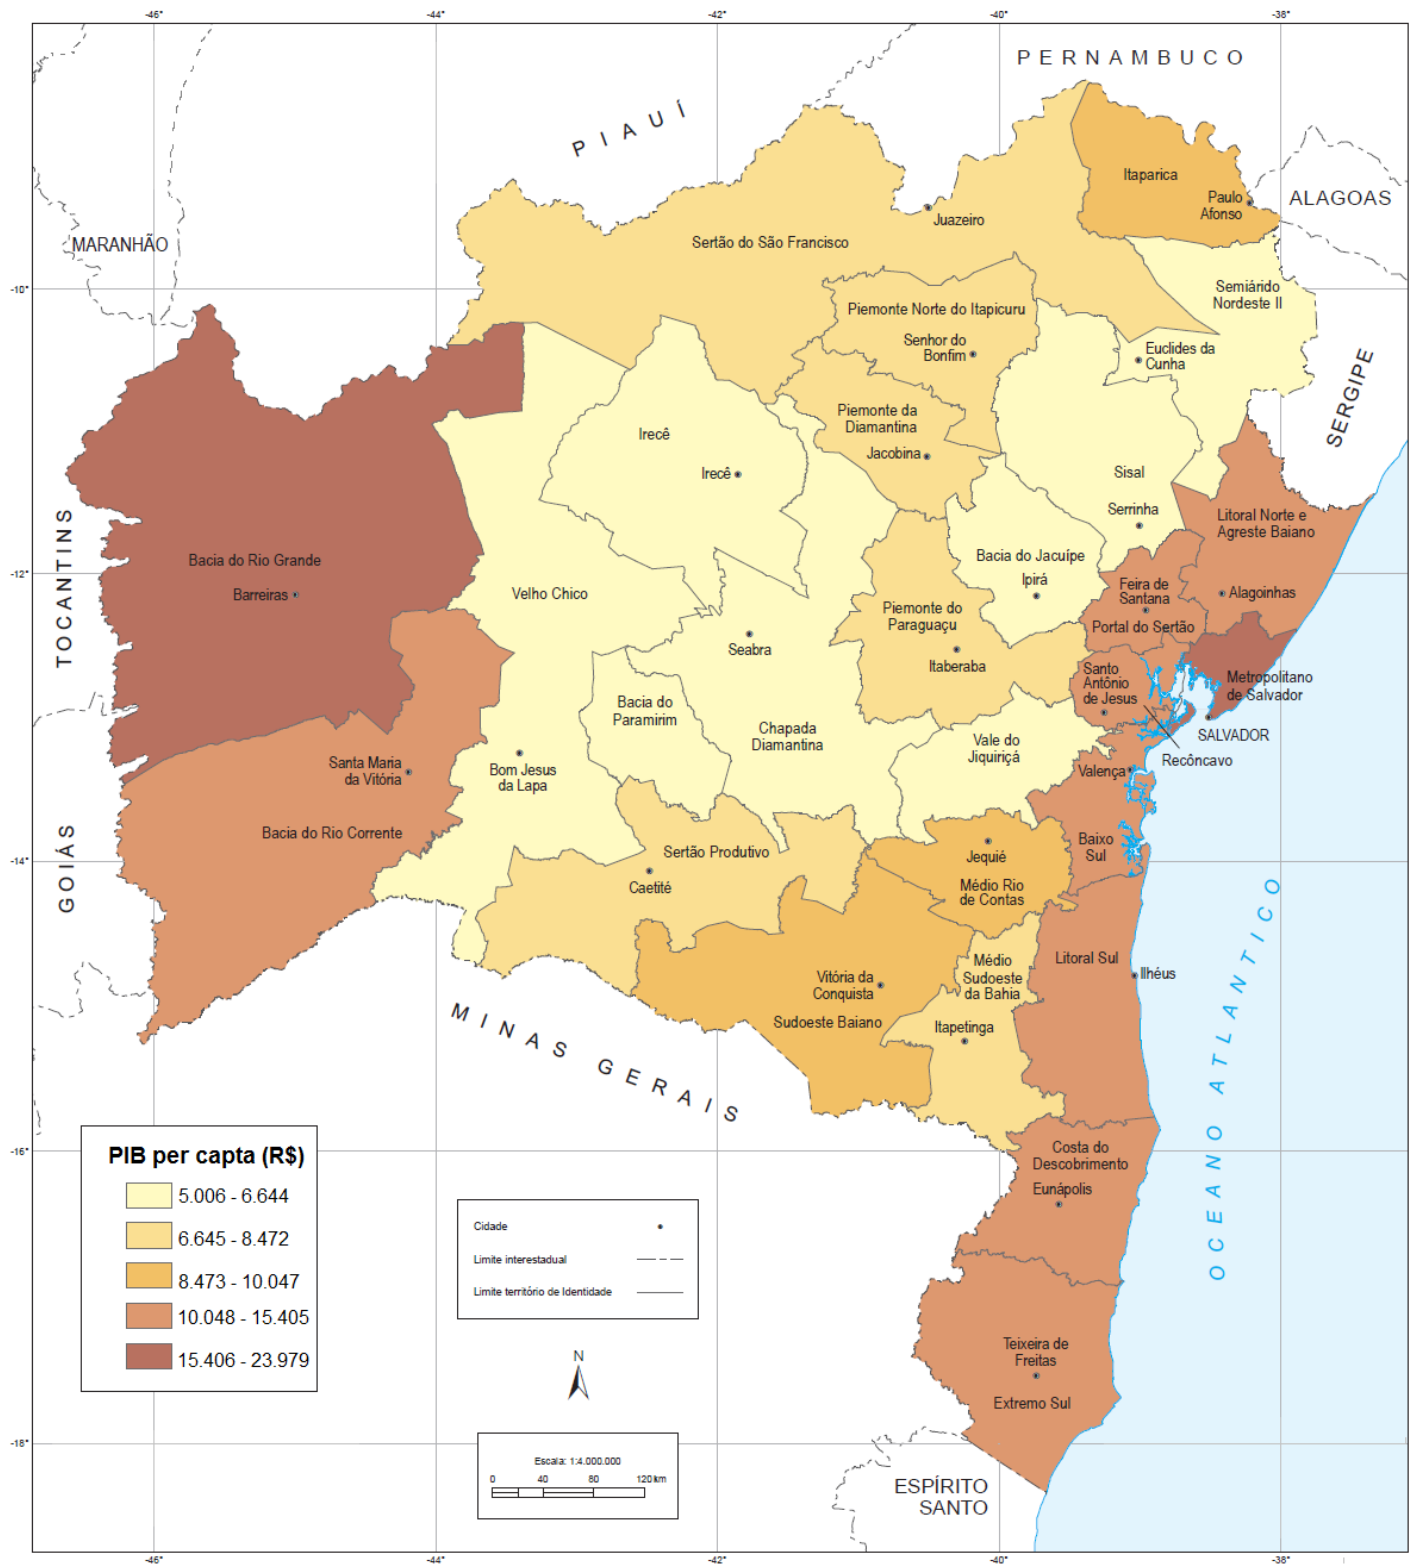 -46°
-44°
-42°
-40°
-38°
PERNAMBUCO
PIAUÍ
Itaparica
Paulo
Afonso
ALAGOAS
MARANHÃO
Juazeiro
Sertão do São Francisco
-10°
Semiárido
Nordeste II
Piemonte Norte do Itapicuru
Senhor do
Bonfim
Euclides da
Cunha
SERGIPE
Piemonte da
Diamantina
Jacobina
Irecê
Irecê
Sisal
Serrinha
Litoral Norte e
Agreste Baiano
TOCANTINS
Bacia do Rio Grande
Barreiras
-12°
Bacia do Jacuípe
Ipirá
Feira de
Santana
Alagoinhas
Velho Chico
Piemonte do
Paraguaçu
Portal do Sertão
Seabra
Itaberaba
Santo
Antônio
de Jesus
Metropolitano
de Salvador
Bacia do
Paramirim
Chapada
Diamantina
Vale do
Jiquiriçá
SALVADOR
Recôncavo
Santa Maria
da Vitória
Bom Jesus
da Lapa
Valença
GOIÁS
Bacia do Rio Corrente
Baixo
Sul
-14°
Sertão Produtivo
Caetité
Jequié
Médio Rio
de Contas
Médio
Sudoeste
da Bahia
Litoral Sul
Ilhéus
Vitória da
Conquista
Sudoeste Baiano
Itapetinga
OCEANO ATLANTICO
MINAS GERAIS
PIB per capta (R$)
5.006 - 6.644
6.645 - 8.472
8.473 - 10.047
10.048 - 15.405
15.406 - 23.979
-16°
Costa do
Descobrimento
Eunápolis
Cidade
Limite interestadual
Limite território de Identidade
Teixeira de
Freitas
Extremo Sul
N
-18°
Escala: 1:4.000.000
0 40 80 120 km
ESPÍRITO
SANTO
-46°
-44°
-42°
-40°
-38°